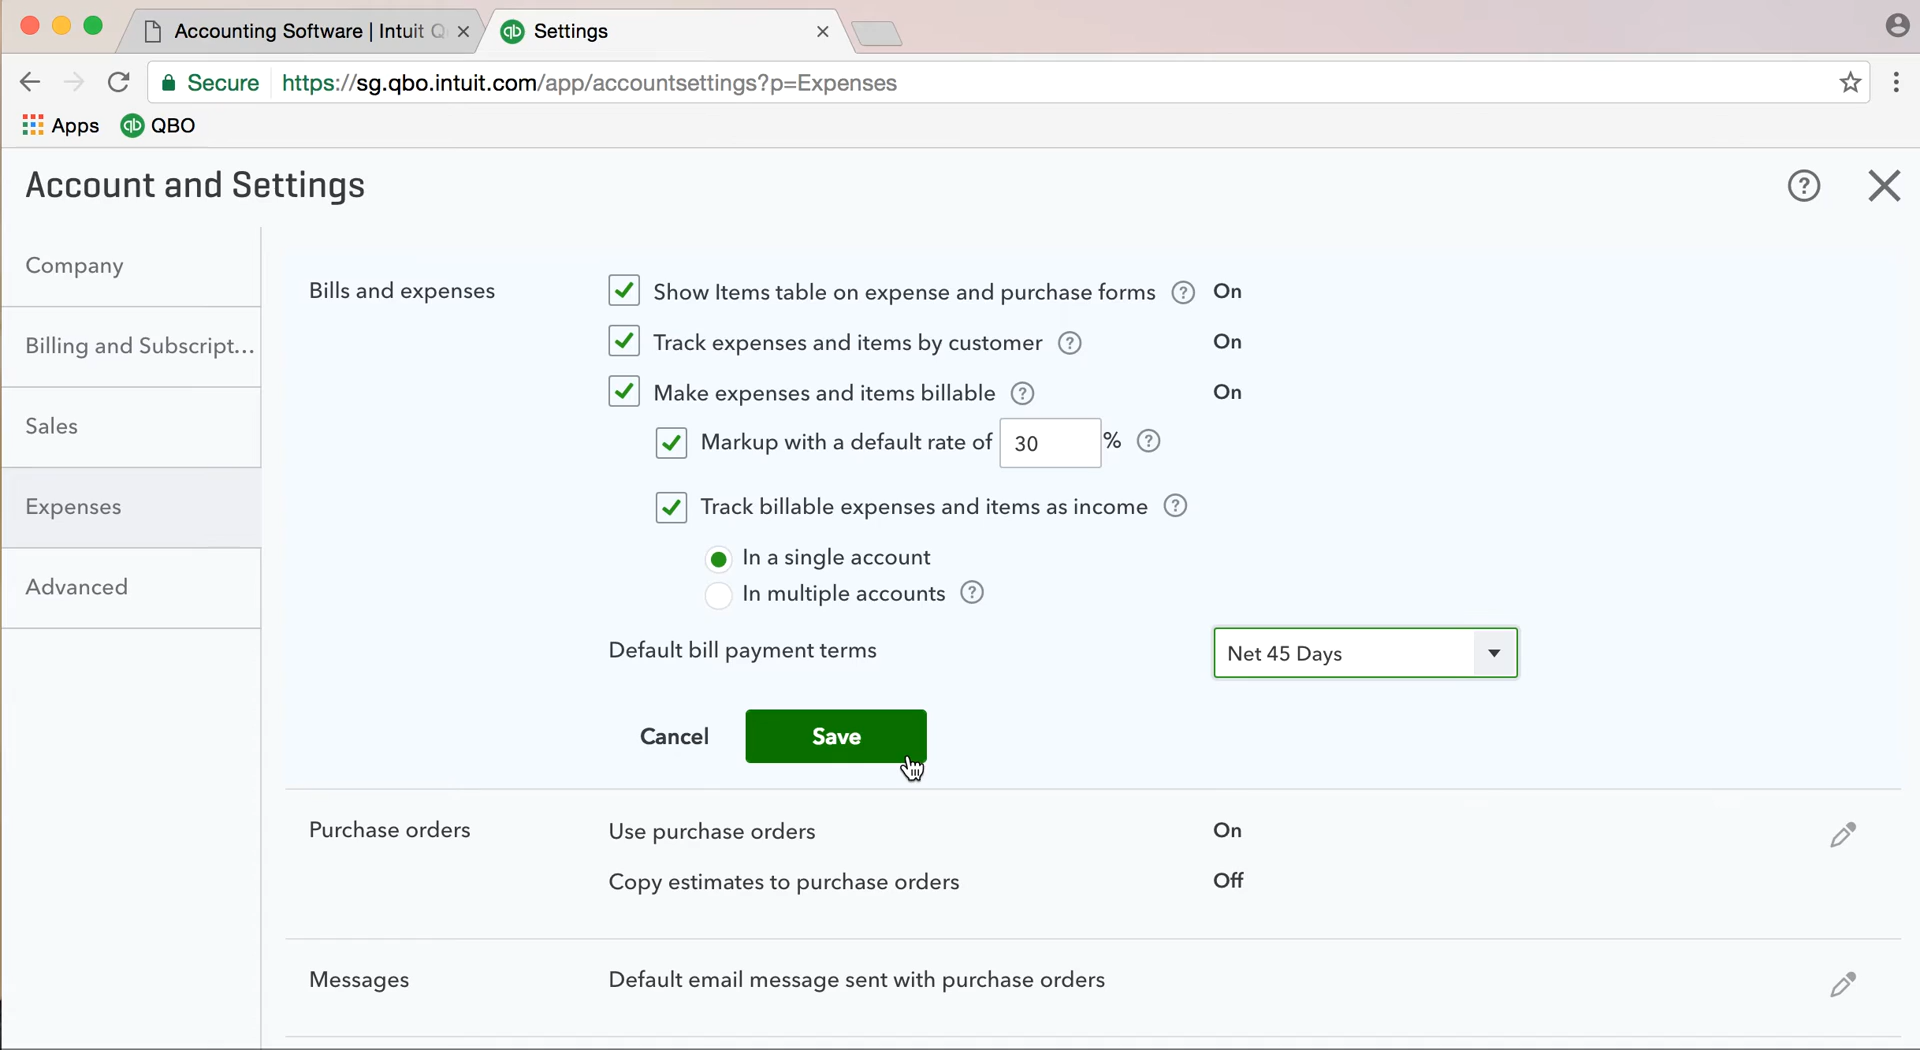 Accounting Software | Intuit Q
Settings
Secure https://sg.qbo.intuit.com/app/accountsettings?p=Expenses
Apps qb QBO
Account and Settings
Company
Billing and Subscript...
Sales
Expenses
Advanced
Bills and expenses
Show Items table on expense and purchase forms ? On
Track expenses and items by customer ? On
Make expenses and items billable ? On
Markup with a default rate of 30 % ?
Track billable expenses and items as income ?
In a single account
In multiple accounts ?
Default bill payment terms Net 45 Days
Cancel Save
Purchase orders Use purchase orders On
Copy estimates to purchase orders Off
Messages Default email message sent with purchase orders